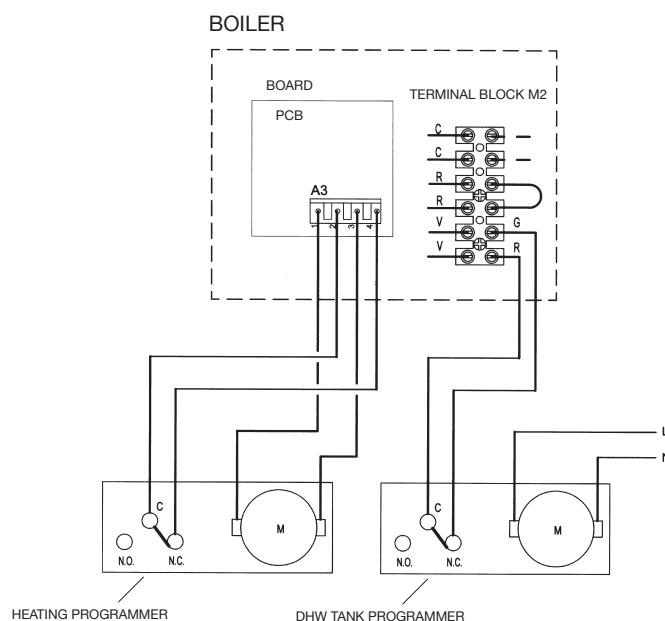 BOILER
BOARD
TERMINAL BLOCK M2
PCB
C
C
R
A3
R
1 2 3 4
V G
V R
L
N
C
M
N.O. N.C.
C
M
N.O. N.C.
HEATING PROGRAMMER
DHW TANK PROGRAMMER